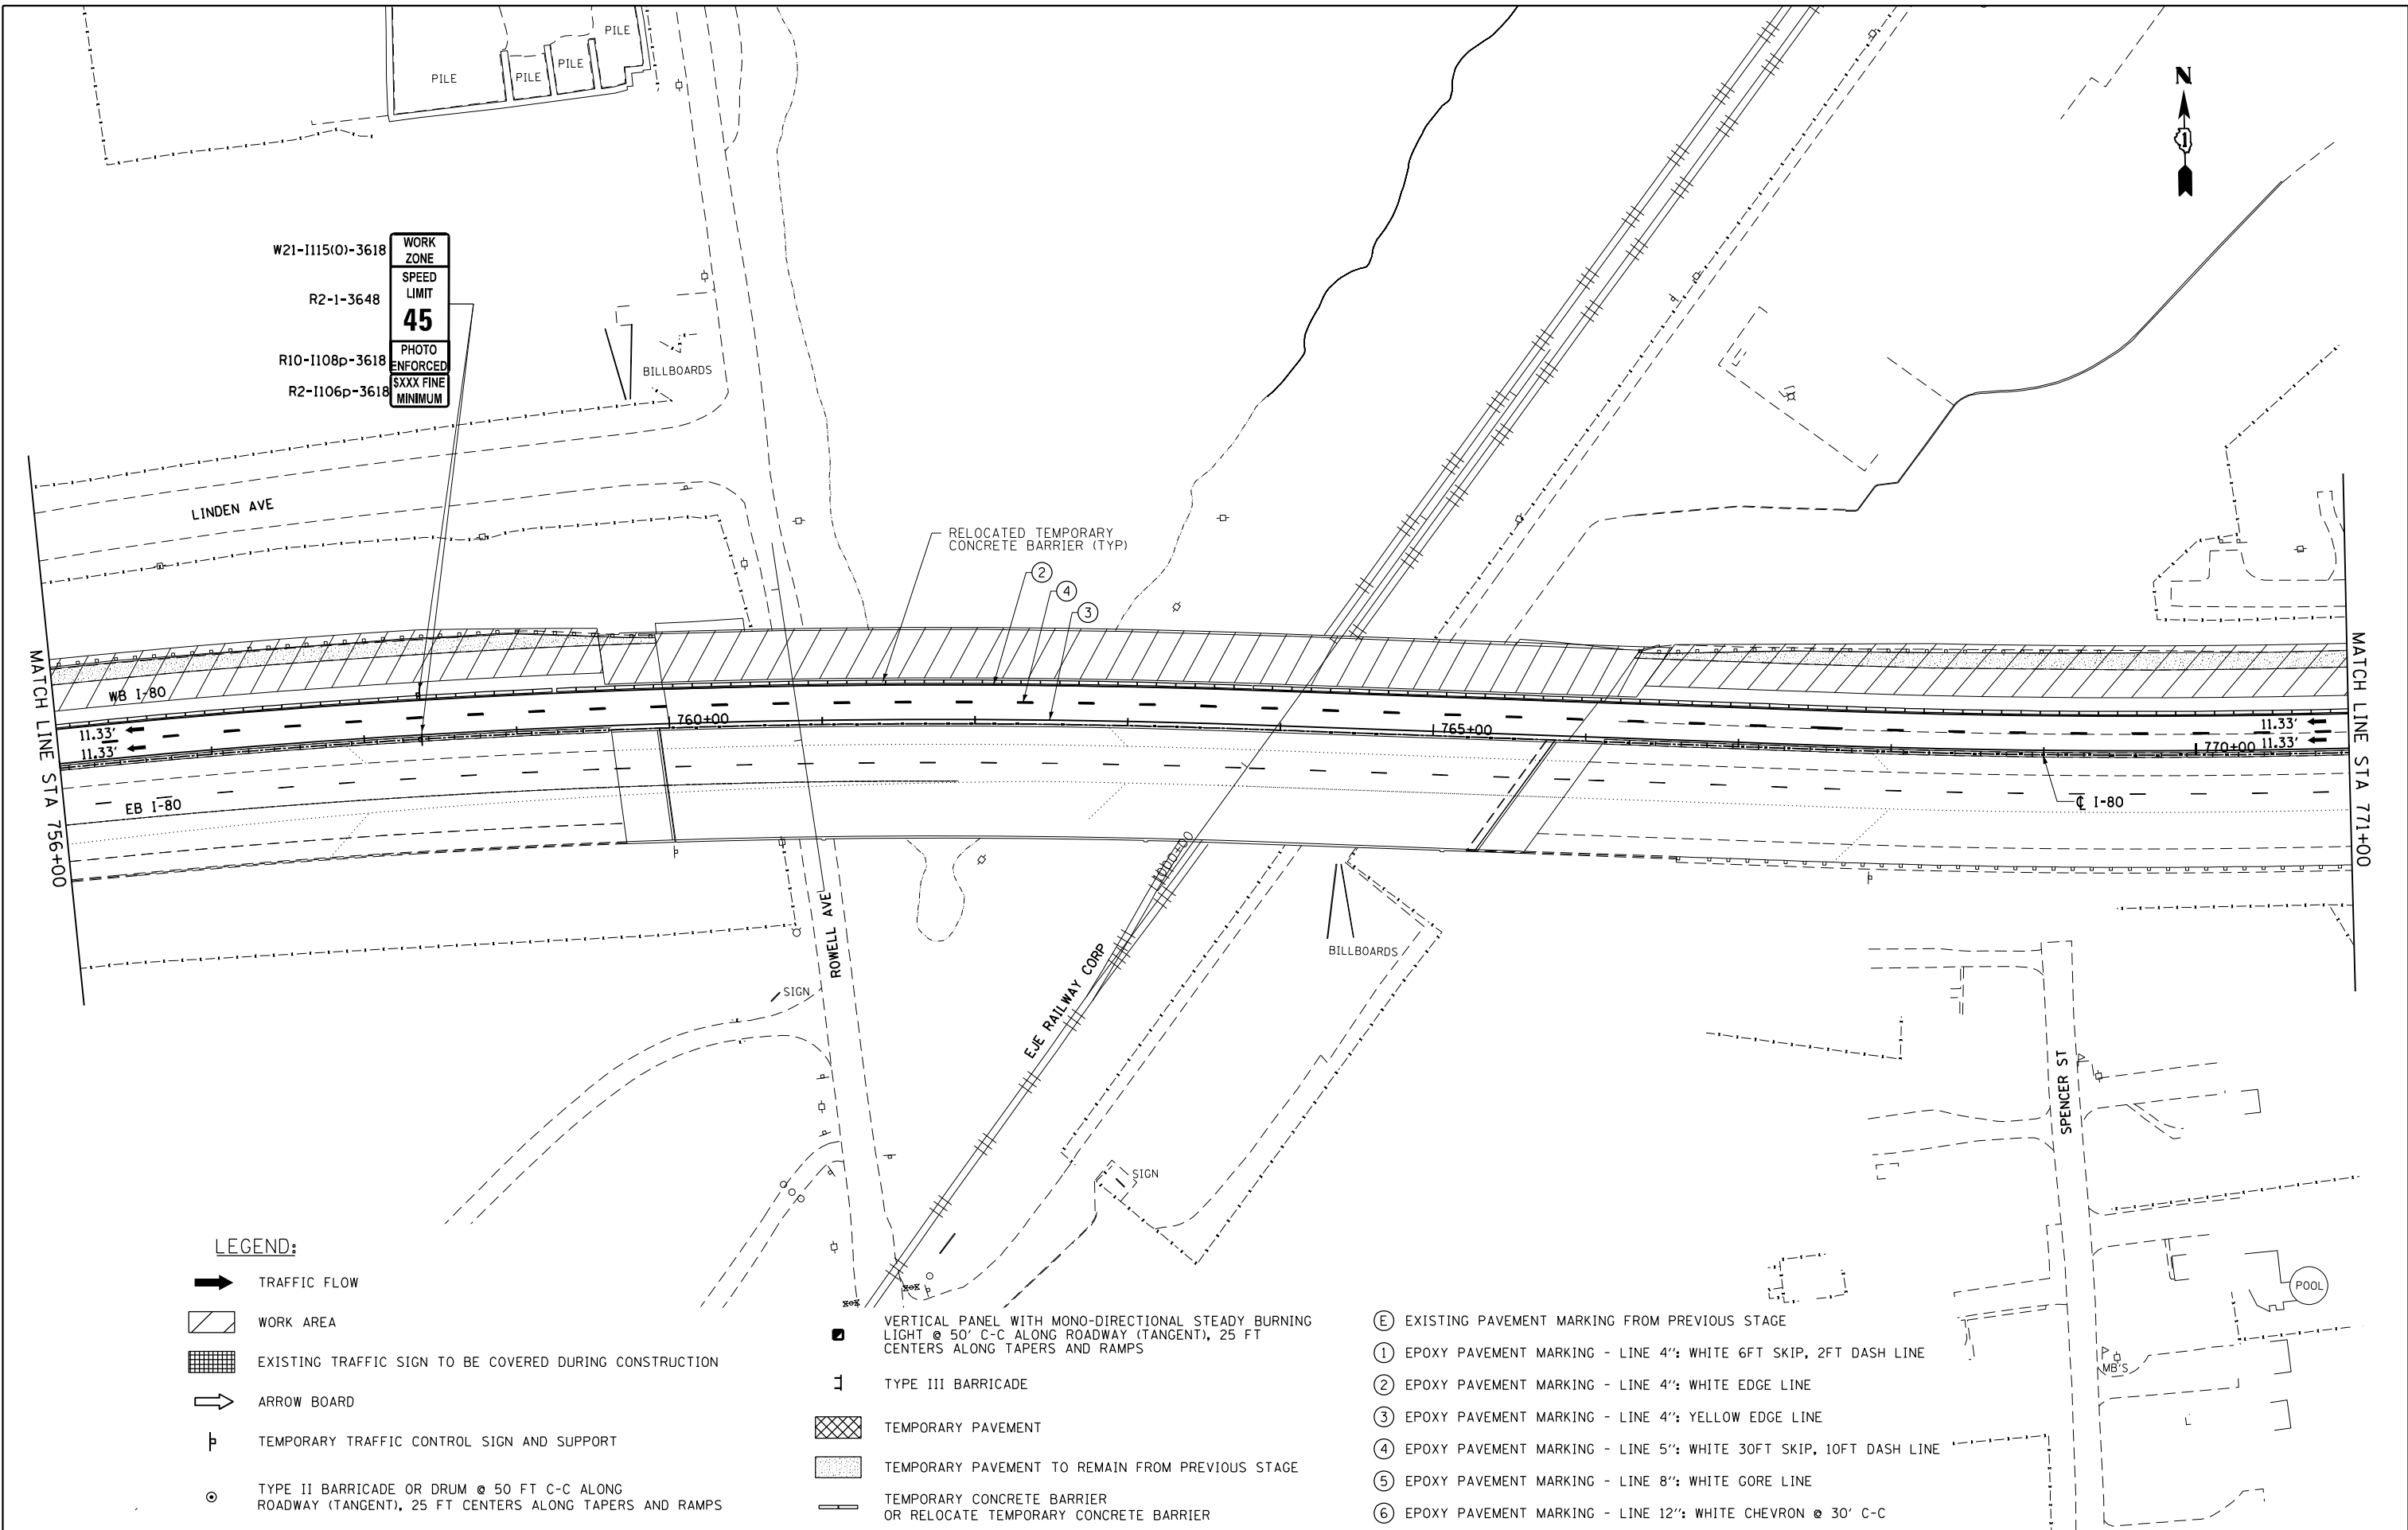 PILE
PILE
PILE
PILE
N
1
W21-I115(O)-3618
WORK
ZONE
R2-1-3648
SPEED
LIMIT
45
R10-I108p-3618
PHOTO
ENFORCED
R2-I106p-3618
$XXX FINE
MINIMUM
BILLBOARDS
LINDEN AVE
RELOCATED TEMPORARY
CONCRETE BARRIER (TYP)
2
4
3
MATCH LINE STA 756+00
WB I-80
11.33'
11.33'
EB I-80
760+00
765+00
770+00
11.33'
11.33'
℄ I-80
MATCH LINE STA 771+00
ROWELL AVE
1000+00
EJE RAILWAY CORP
BILLBOARDS
SIGN
SIGN
SPENCER ST
POOL
MB'S
LEGEND:
TRAFFIC FLOW
WORK AREA
EXISTING TRAFFIC SIGN TO BE COVERED DURING CONSTRUCTION
ARROW BOARD
TEMPORARY TRAFFIC CONTROL SIGN AND SUPPORT
TYPE II BARRICADE OR DRUM @ 50 FT C-C ALONG
ROADWAY (TANGENT), 25 FT CENTERS ALONG TAPERS AND RAMPS
VERTICAL PANEL WITH MONO-DIRECTIONAL STEADY BURNING
LIGHT @ 50' C-C ALONG ROADWAY (TANGENT), 25 FT
CENTERS ALONG TAPERS AND RAMPS
TYPE III BARRICADE
TEMPORARY PAVEMENT
TEMPORARY PAVEMENT TO REMAIN FROM PREVIOUS STAGE
TEMPORARY CONCRETE BARRIER
OR RELOCATE TEMPORARY CONCRETE BARRIER
E EXISTING PAVEMENT MARKING FROM PREVIOUS STAGE
1 EPOXY PAVEMENT MARKING - LINE 4": WHITE 6FT SKIP, 2FT DASH LINE
2 EPOXY PAVEMENT MARKING - LINE 4": WHITE EDGE LINE
3 EPOXY PAVEMENT MARKING - LINE 4": YELLOW EDGE LINE
4 EPOXY PAVEMENT MARKING - LINE 5": WHITE 30FT SKIP, 10FT DASH LINE
5 EPOXY PAVEMENT MARKING - LINE 8": WHITE GORE LINE
6 EPOXY PAVEMENT MARKING - LINE 12": WHITE CHEVRON @ 30' C-C